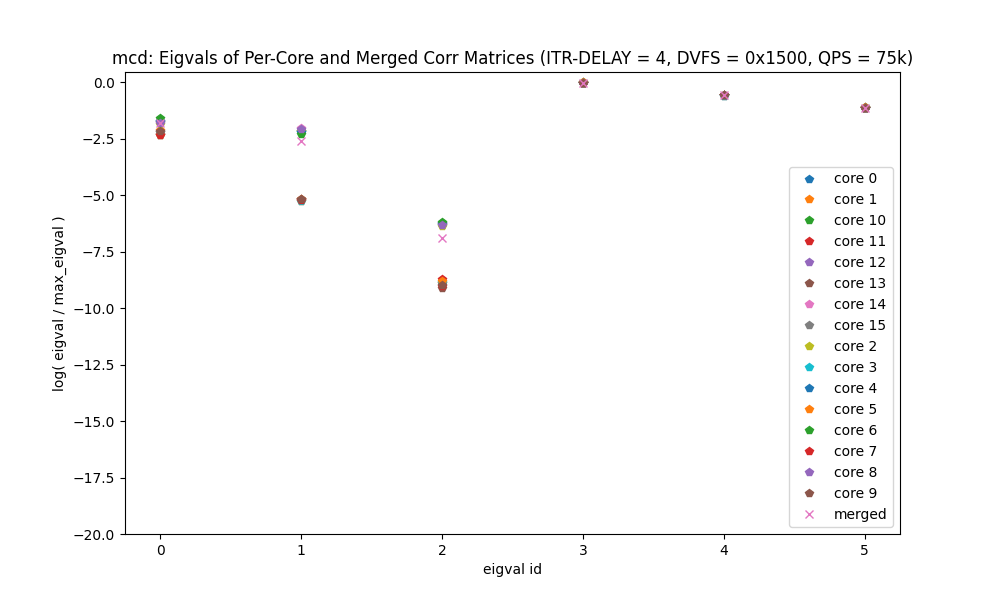 mcd: Eigvals of Per-Core and Merged Corr Matrices (ITR-DELAY = 4, DVFS = 0x1500, QPS = 75k)
log( eigval / max_eigval )
0.0
−2.5
−5.0
−7.5
−10.0
−12.5
−15.0
−17.5
−20.0
core 0
core 1
core 10
core 11
core 12
core 13
core 14
core 15
core 2
core 3
core 4
core 5
core 6
core 7
core 8
core 9
merged
0 1 2 3 4 5
eigval id